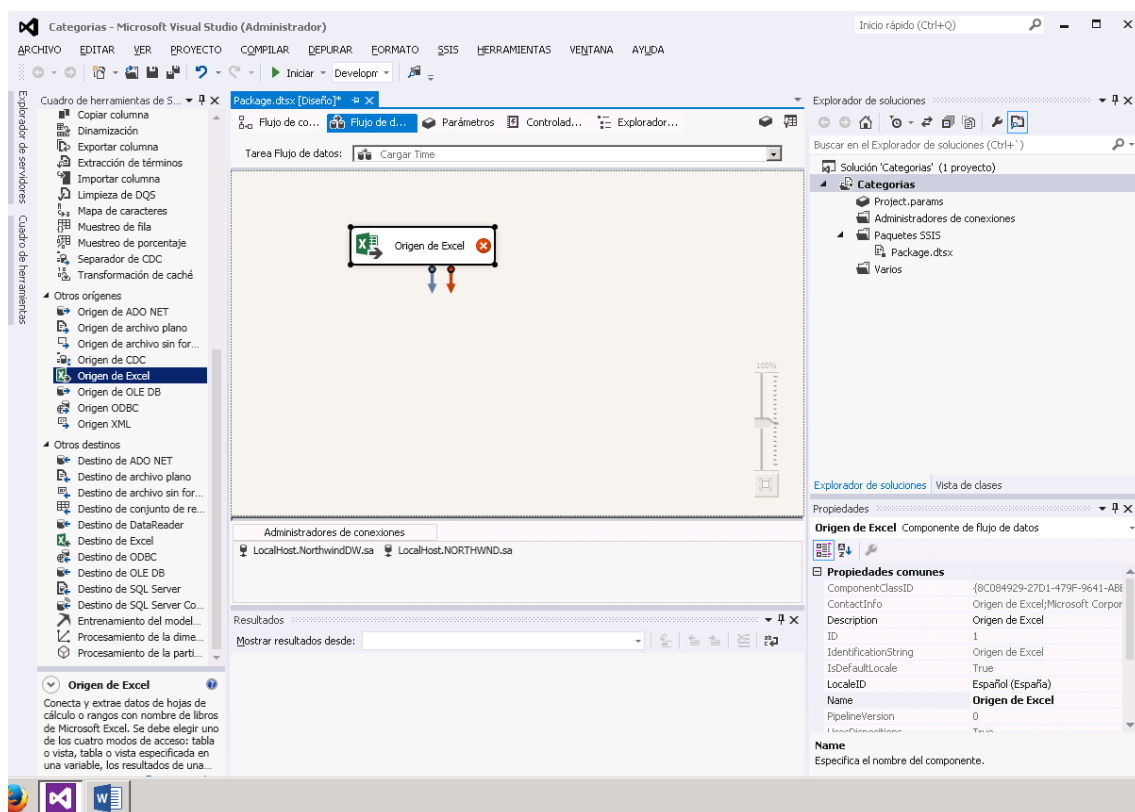 Categorias - Microsoft Visual Studio (Administrador)
Inicio rápido (Ctrl+Q)
ARCHIVO EDITAR VER PROYECTO COMPILAR DEPURAR FORMATO SSIS HERRAMIENTAS VENTANA AYUDA
Iniciar Developm
Explorador de servidores
Cuadro de herramientas
Cuadro de herramientas de S...
Copiar columna
Dinamización
Exportar columna
Extracción de términos
Importar columna
Limpieza de DQS
Mapa de caracteres
Muestreo de fila
Muestreo de porcentaje
Separador de CDC
Transformación de caché
Otros orígenes
Origen de ADO NET
Origen de archivo plano
Origen de archivo sin for...
Origen de CDC
Origen de Excel
Origen de OLE DB
Origen ODBC
Origen XML
Otros destinos
Destino de ADO NET
Destino de archivo plano
Destino de archivo sin for...
Destino de conjunto de re...
Destino de DataReader
Destino de Excel
Destino de ODBC
Destino de OLE DB
Destino de SQL Server
Destino de SQL Server Co...
Entrenamiento del model...
Procesamiento de la dime...
Procesamiento de la parti...
Origen de Excel
Conecta y extrae datos de hojas de
cálculo o rangos con nombre de libros
de Microsoft Excel. Se debe elegir uno
de los cuatro modos de acceso: tabla
o vista, tabla o vista especificada en
una variable, los resultados de una...
Package.dtsx [Diseño]*
Flujo de co... Flujo de d... Parámetros Controlad... Explorador...
Tarea Flujo de datos: Cargar Time
Origen de Excel
100%
Administradores de conexiones
LocalHost.NorthwindDW.sa LocalHost.NORTHWND.sa
Resultados
Mostrar resultados desde:
Explorador de soluciones
Buscar en el Explorador de soluciones (Ctrl+`)
Solución 'Categorias' (1 proyecto)
Categorias
Project.params
Administradores de conexiones
Paquetes SSIS
Package.dtsx
Varios
Explorador de soluciones Vista de clases
Propiedades
Origen de Excel Componente de flujo de datos
Propiedades comunes
ComponentClassID {8C084929-27D1-479F-9641-ABB
ContactInfo Origen de Excel;Microsoft Corpor
Description Origen de Excel
ID 1
IdentificationString Origen de Excel
IsDefaultLocale True
LocaleID Español (España)
Name Origen de Excel
PipelineVersion 0
UsesDispositions True
Name
Especifica el nombre del componente.